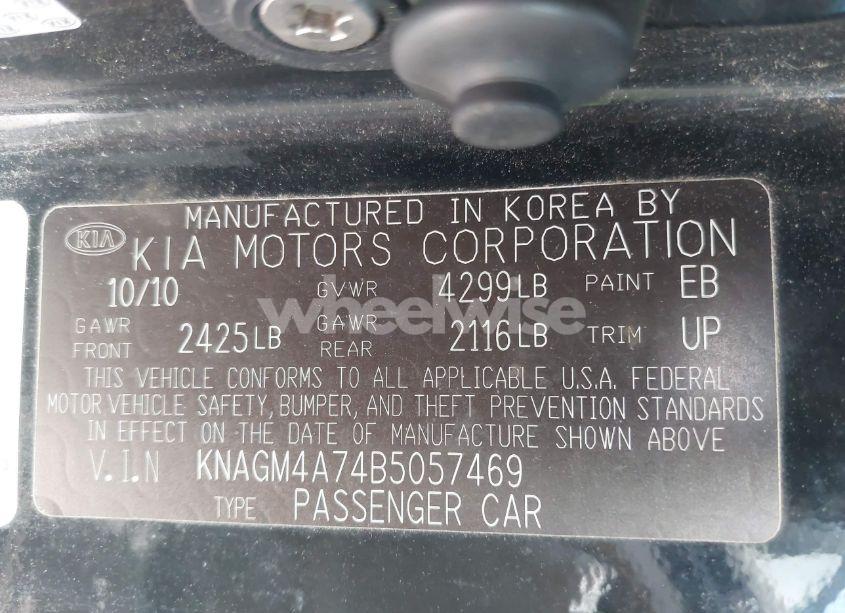 MANUFACTURED IN KOREA BY
KIA KIA MOTORS CORPORATION
10/10 GVWR 4299LB PAINT EB
GAWR FRONT 2425LB GAWR REAR 2116LB TRIM UP
wheelwise
THIS VEHICLE CONFORMS TO ALL APPLICABLE U.S.A. FEDERAL
MOTOR VEHICLE SAFETY, BUMPER, AND THEFT PREVENTION STANDARDS
IN EFFECT ON THE DATE OF MANUFACTURE SHOWN ABOVE
V.I.N KNAGM4A74B5057469
TYPE PASSENGER CAR